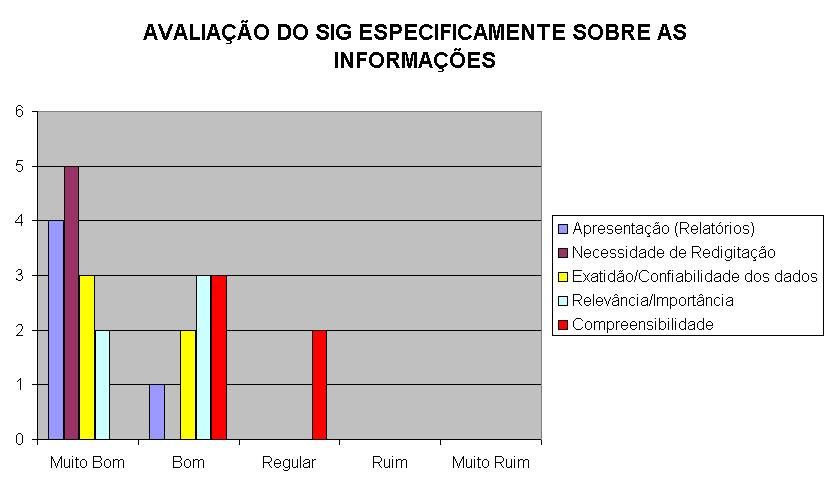 AVALIAÇÃO DO SIG ESPECIFICAMENTE SOBRE AS
INFORMAÇÕES
6
5
4
3
2
1
0
Muito Bom
Bom
Regular
Ruim
Muito Ruim
Apresentação (Relatórios)
Necessidade de Redigitação
Exatidão/Confiabilidade dos dados
Relevância/Importância
Compreensibilidade